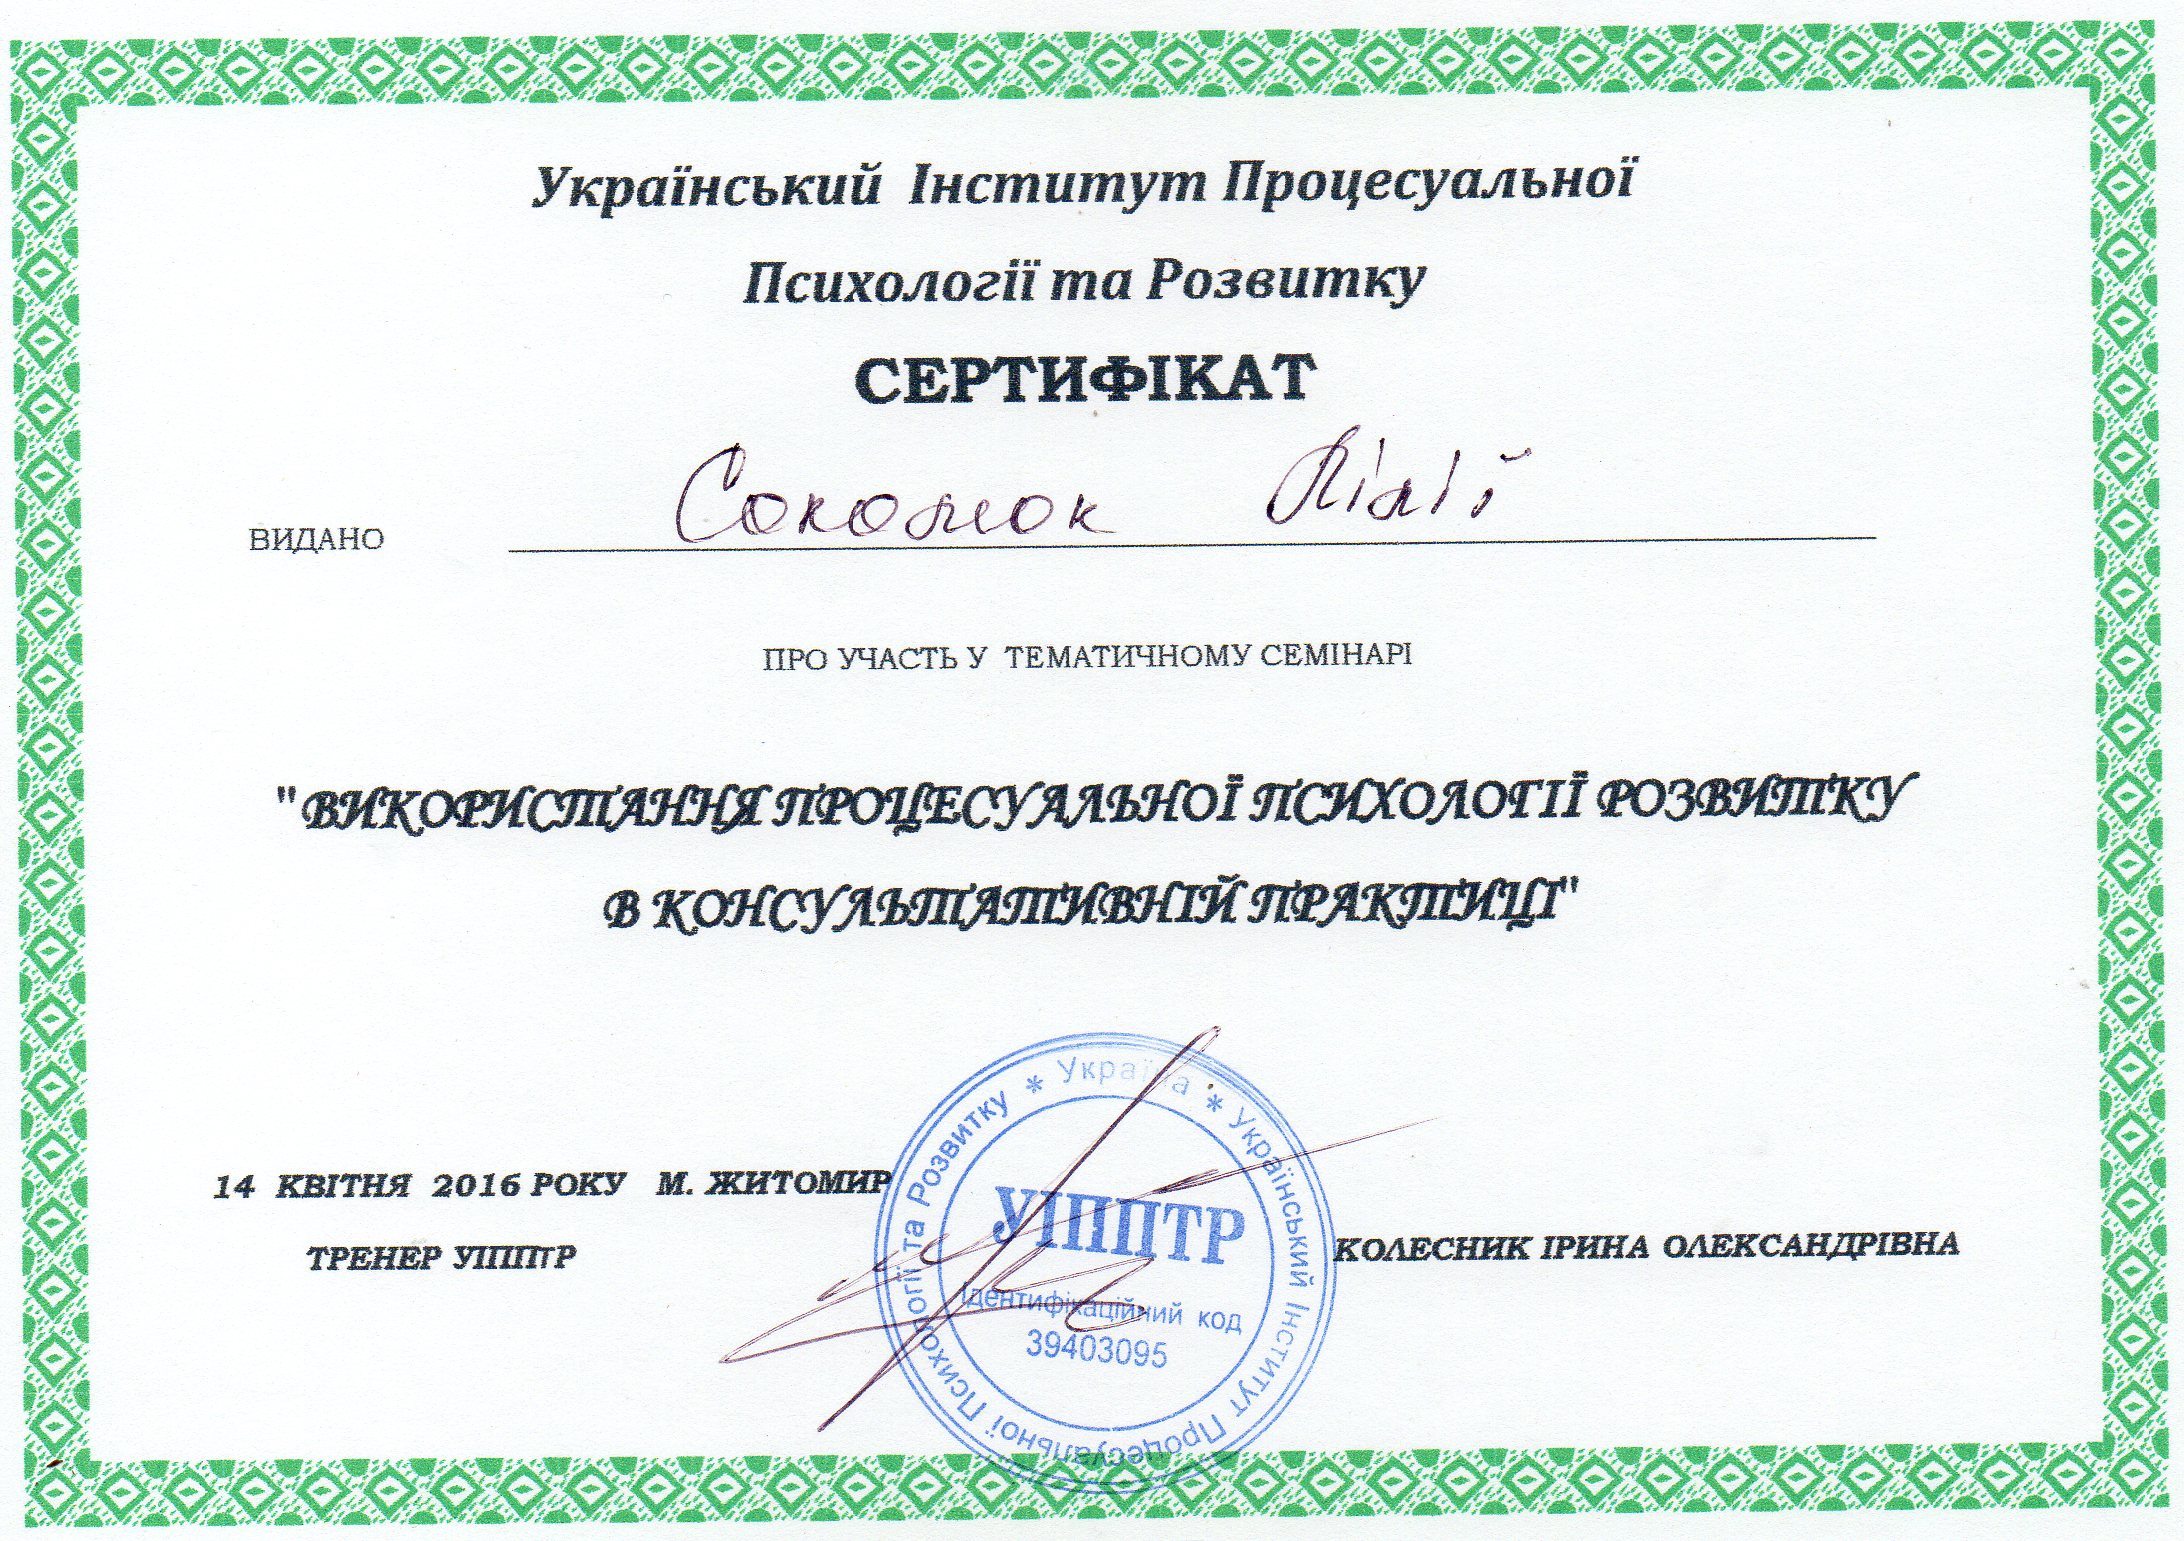 Український Інститут Процесуальної
Психології та Розвитку
СЕРТИФІКАТ
ВИДАНО Соколюк Лілії
ПРО УЧАСТЬ У ТЕМАТИЧНОМУ СЕМІНАРІ
"ВИКОРИСТАННЯ ПРОЦЕСУАЛЬНОЇ ПСИХОЛОГІЇ РОЗВИТКУ
В КОНСУЛЬТАТИВНІЙ ПРАКТИЦІ"
14 КВІТНЯ 2016 РОКУ М. ЖИТОМИР
ТРЕНЕР УІППтР
КОЛЕСНИК ІРИНА ОЛЕКСАНДРІВНА
* Україна * Український Інститут Процесуальної Психології та Розвитку
УІППТР
Ідентифікаційний код
39403095